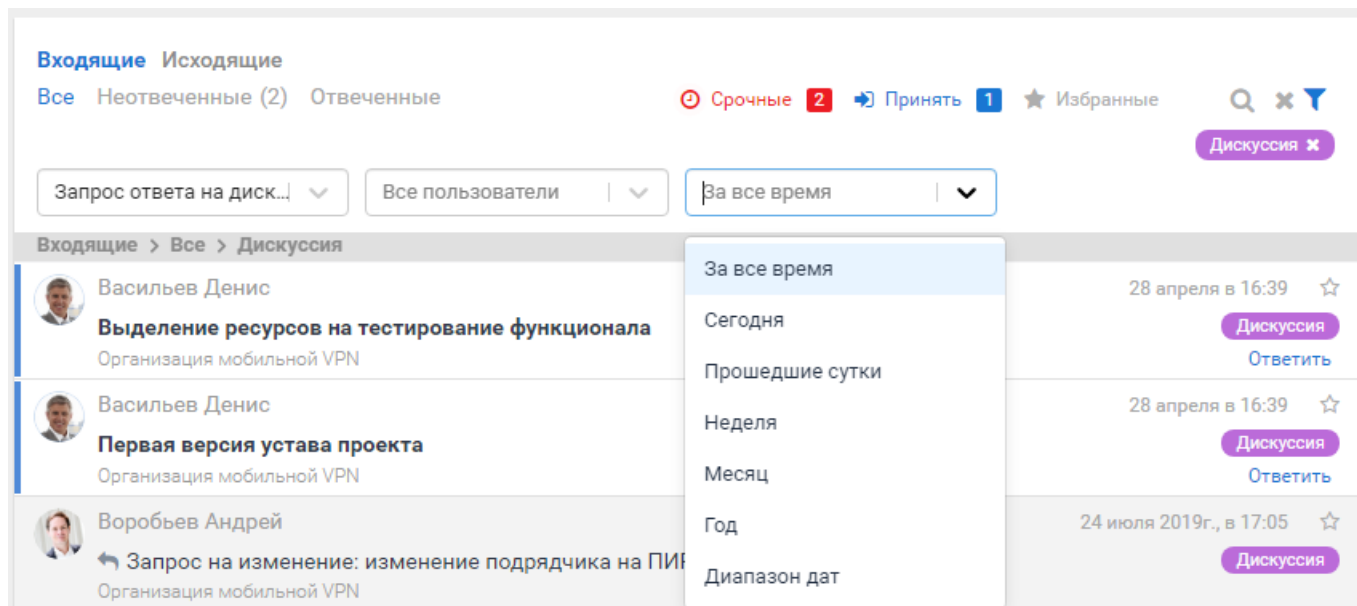 Входящие Исходящие
Все Неотвеченные (2) Отвеченные Срочные 2 Принять 1 Избранные
Дискуссия
Запрос ответа на диск... Все пользователи За все время
Входящие > Все > Дискуссия
За все время
Сегодня
Прошедшие сутки
Неделя
Месяц
Год
Диапазон дат
Васильев Денис 28 апреля в 16:39
Выделение ресурсов на тестирование функционала Дискуссия
Организация мобильной VPN Ответить
Васильев Денис 28 апреля в 16:39
Первая версия устава проекта Дискуссия
Организация мобильной VPN Ответить
Воробьев Андрей 24 июля 2019г., в 17:05
Запрос на изменение: изменение подрядчика на Дискуссия
Организация мобильной VPN